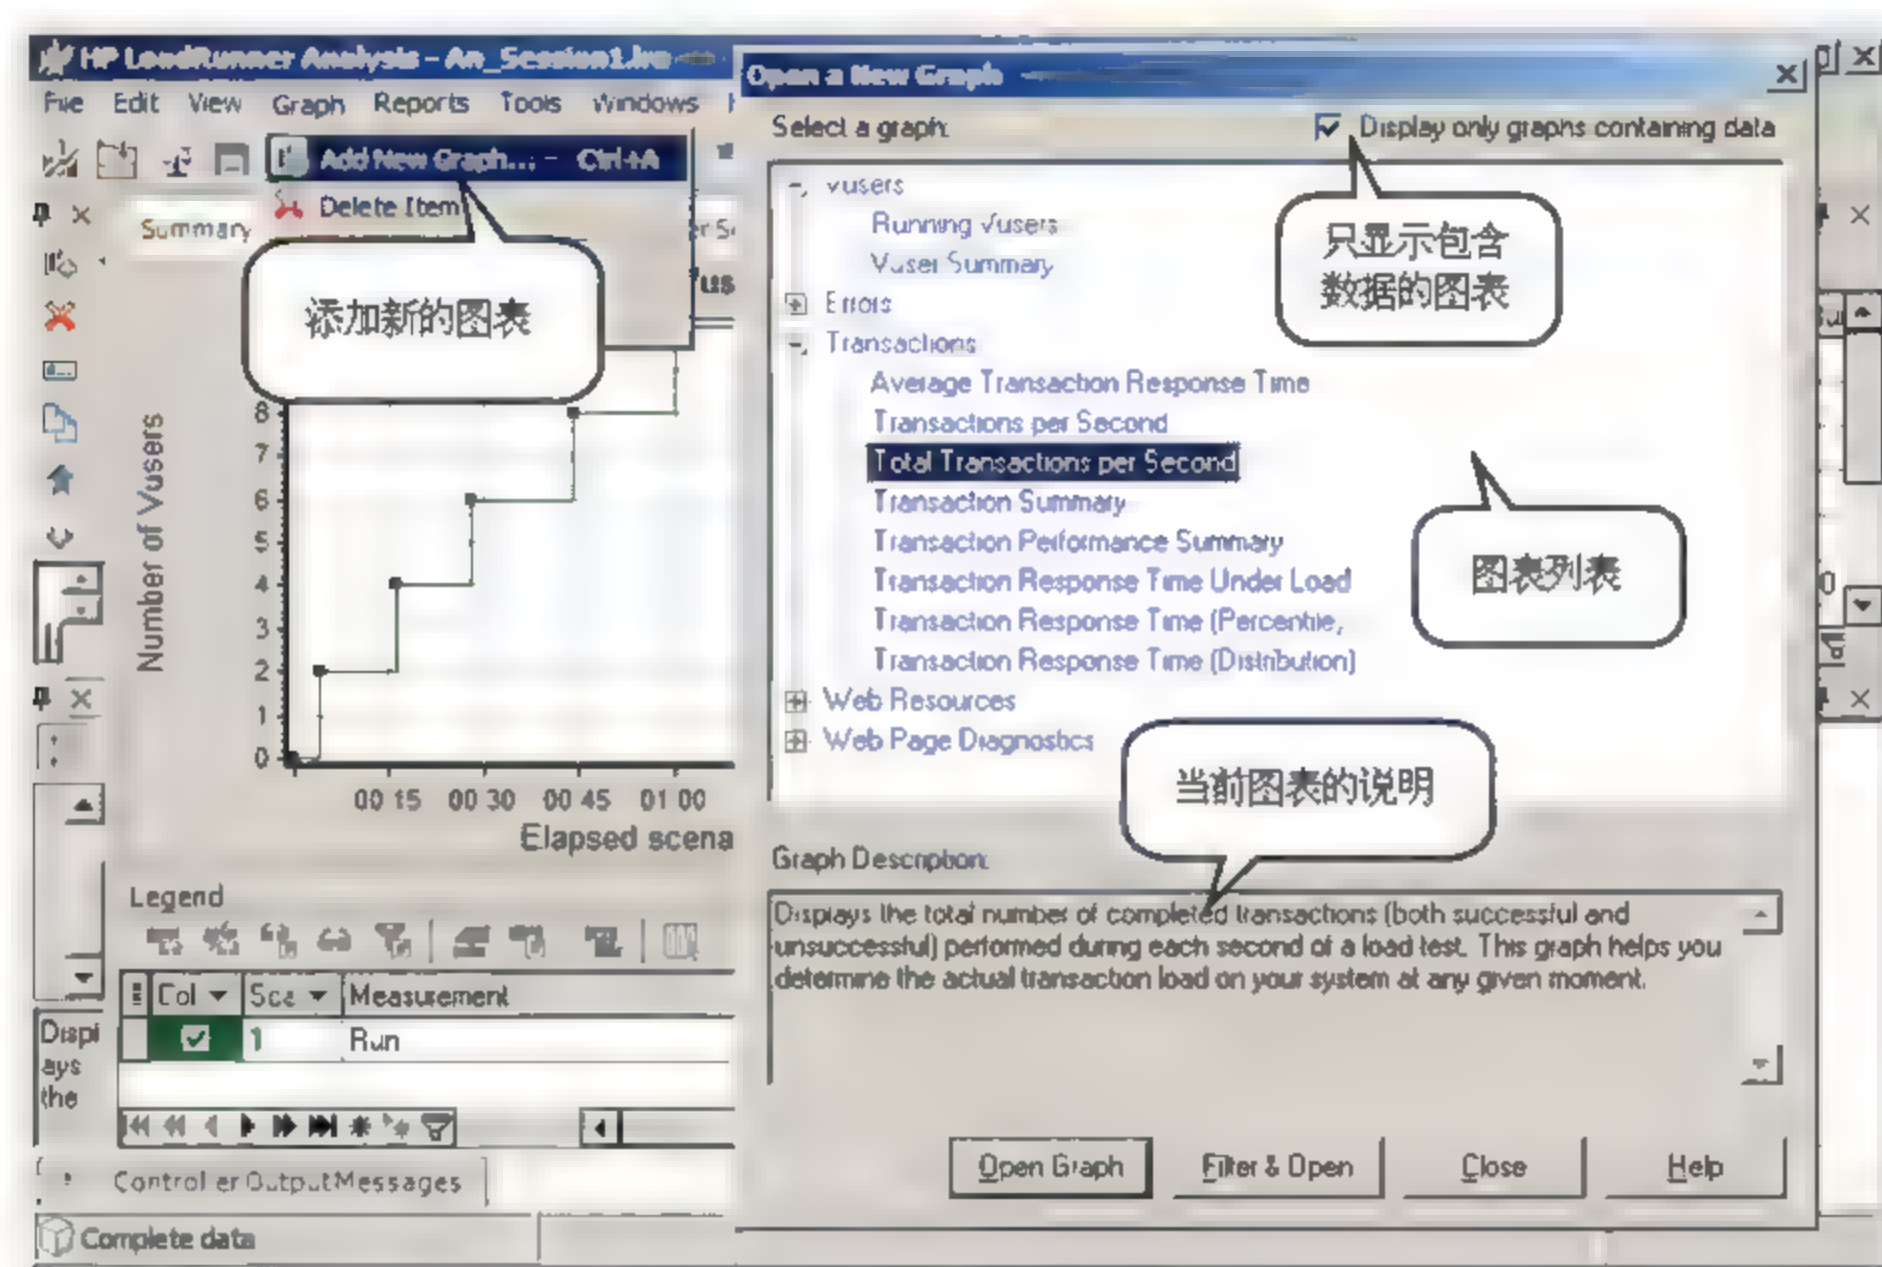 HP LoadRunner Analysis - An_Session1.lra
File Edit View Graph Reports Tools Windows
Add New Graph... Ctrl+A
Delete Item
Summary
添加新的图表
Number of Vusers
8
7
6
5
4
3
2
1
0
00:15 00:30 00:45 01:00
Elapsed scena
Legend
Col Sca Measurement
1 Run
Displ
ays
the
Controller Output Messages
Complete data
Open a New Graph
Select a graph:
Display only graphs containing data
Vusers
Running Vusers
Vuser Summary
Errors
Transactions
Average Transaction Response Time
Transactions per Second
Total Transactions per Second
Transaction Summary
Transaction Performance Summary
Transaction Response Time Under Load
Transaction Response Time (Percentile,
Transaction Response Time (Distribution)
Web Resources
Web Page Diagnostics
只显示包含
数据的图表
图表列表
当前图表的说明
Graph Description:
Displays the total number of completed transactions (both successful and
unsuccessful) performed during each second of a load test. This graph helps you
determine the actual transaction load on your system at any given moment.
Open Graph Filter & Open Close Help